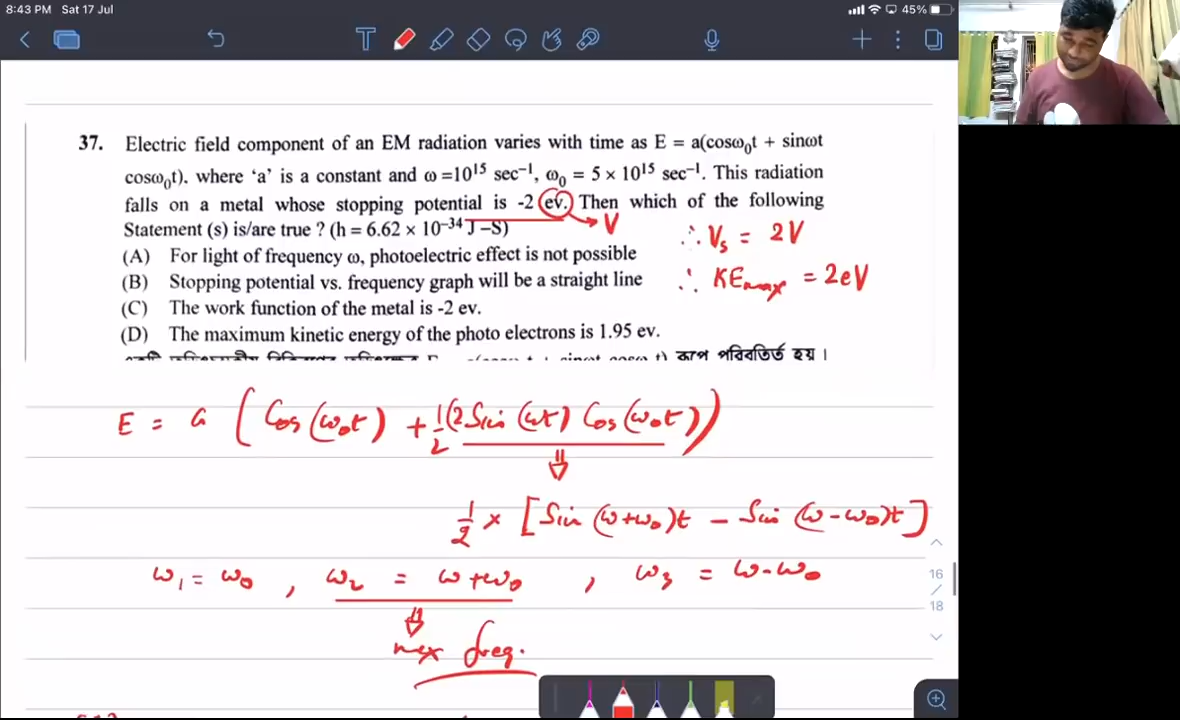 8:43 PM Sat 17 Jul
45%
37. Electric field component of an EM radiation varies with time as E = a(cosω₀t + sinωt
cosω₀t). where 'a' is a constant and ω =10¹⁵ sec⁻¹, ω₀ = 5 × 10¹⁵ sec⁻¹. This radiation
falls on a metal whose stopping potential is -2 ev. Then which of the following
V
Statement (s) is/are true ? (h = 6.62 × 10⁻³⁴ J–S)
∴ Vₛ = 2V
(A) For light of frequency ω, photoelectric effect is not possible
(B) Stopping potential vs. frequency graph will be a straight line
∴ KEmax = 2eV
(C) The work function of the metal is -2 ev.
(D) The maximum kinetic energy of the photo electrons is 1.95 ev.
রূপে পরিবর্তিত হয়।
E = a (Cos(ω₀t) + 1/2 (2Sin(ωt) Cos(ω₀t))
⇓
1/2 × [Sin (ω+ω₀)t – Sin (ω-ω₀)t]
ω₁ = ω₀ , ω₂ = ω+ω₀ , ω₃ = ω-ω₀
⇓
max freq.
16
/
18